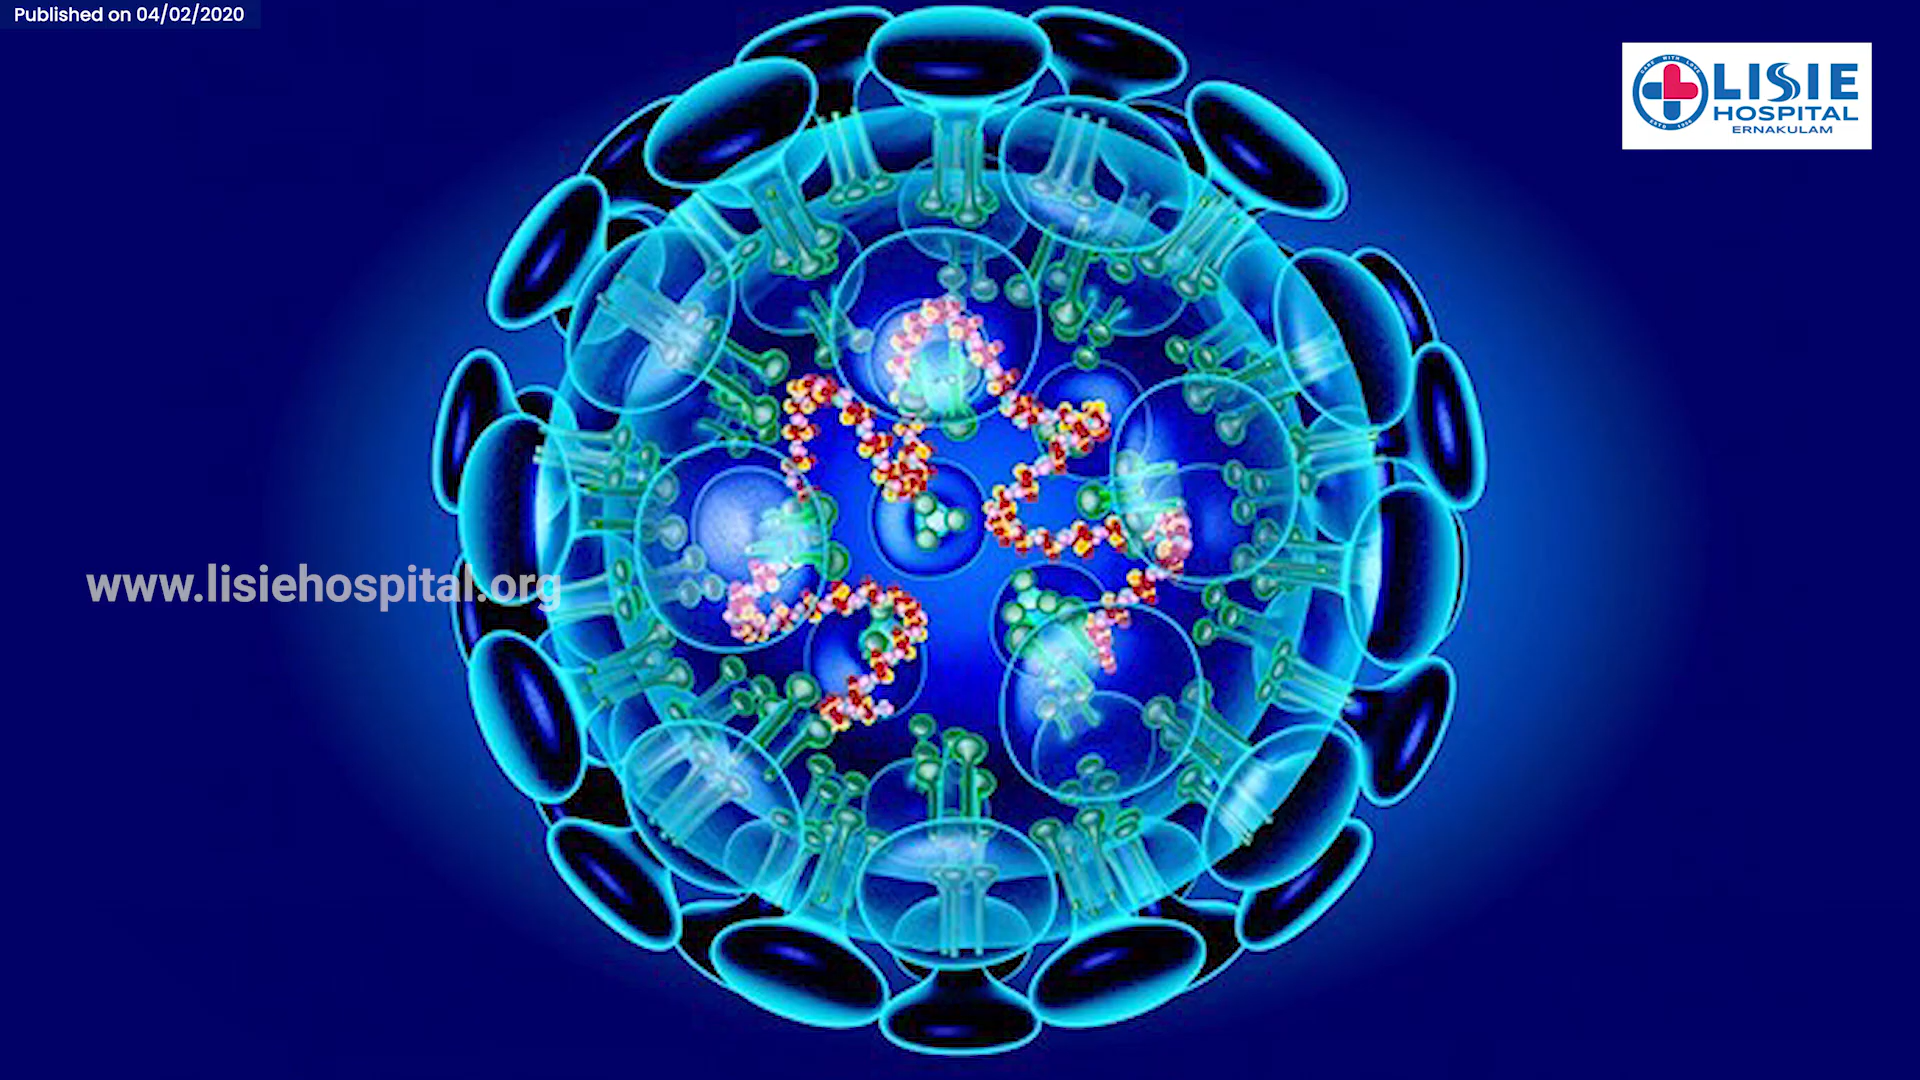 Published on 04/02/2020
LISIE
HOSPITAL
ERNAKULAM
www.lisiehospital.org